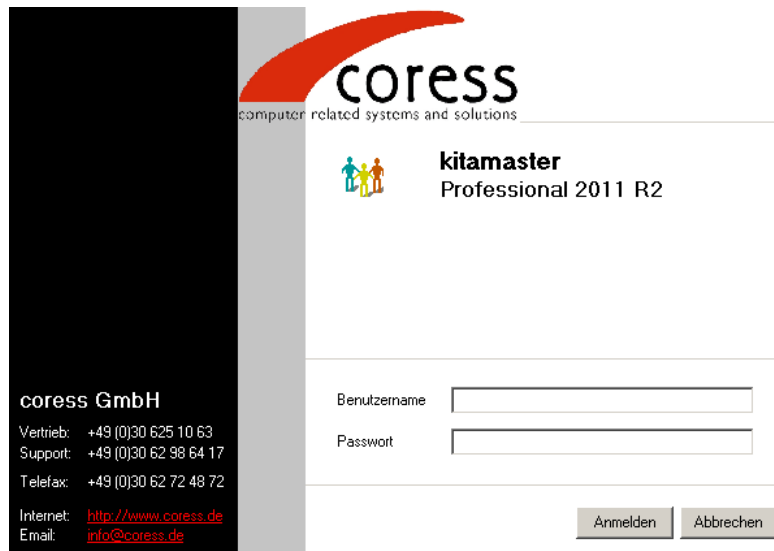 coress
computer related systems and solutions
kitamaster
Professional 2011 R2
coress GmbH
Vertrieb: +49 (0)30 625 10 63
Support: +49 (0)30 62 98 64 17
Telefax: +49 (0)30 62 72 48 72
Internet: http://www.coress.de
Email: info@coress.de
Benutzername
Passwort
Anmelden Abbrechen